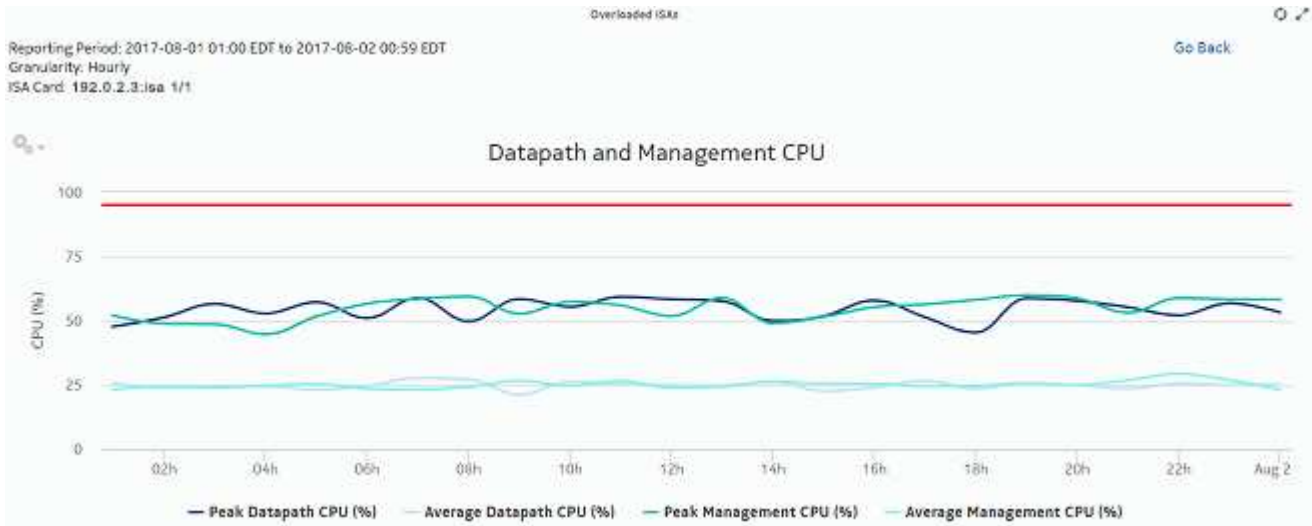 Overloaded ISAs
Reporting Period: 2017-08-01 01:00 EDT to 2017-08-02 00:59 EDT
Go Back
Granularity: Hourly
ISA Card: 192.0.2.3:isa 1/1
Datapath and Management CPU
100
75
50
25
0
CPU (%)
02h 04h 06h 08h 10h 12h 14h 16h 18h 20h 22h Aug 2
Peak Datapath CPU (%) Average Datapath CPU (%) Peak Management CPU (%) Average Management CPU (%)